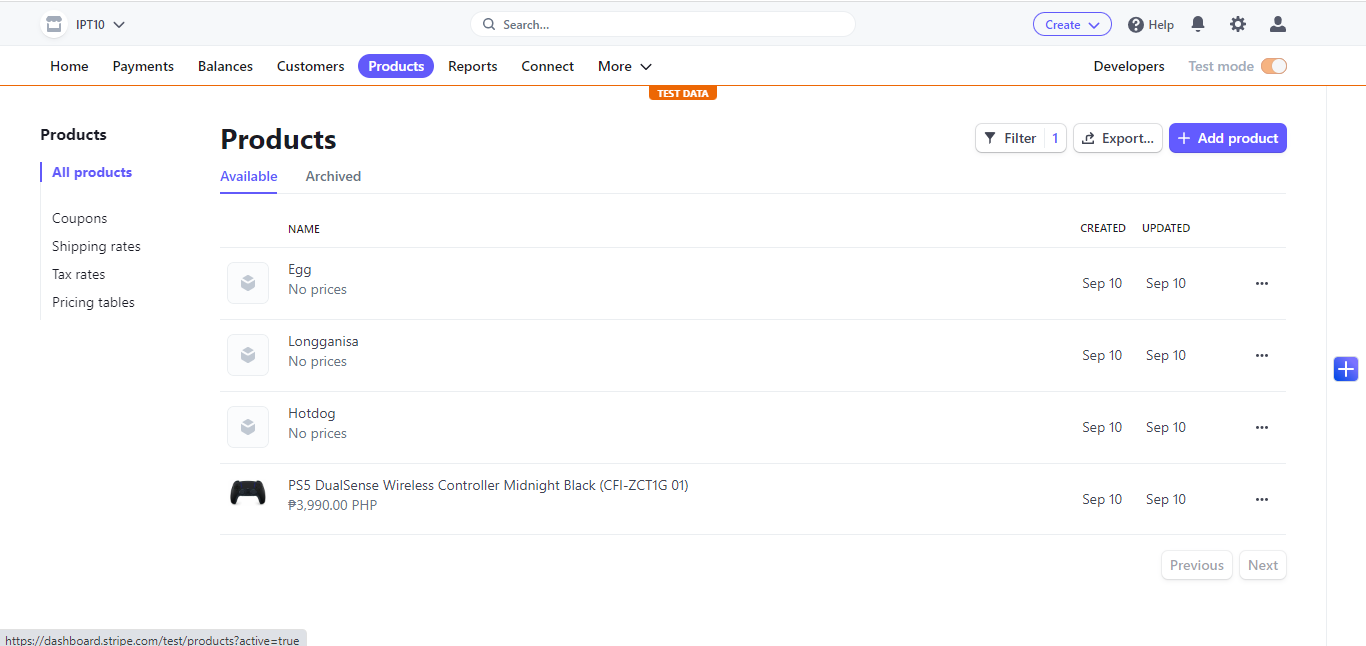 IPT10
Search...
Create
Help
Home Payments Balances Customers Products Reports Connect More
Developers Test mode
TEST DATA
Products
All products
Coupons
Shipping rates
Tax rates
Pricing tables
Products
Filter 1 Export... Add product
Available Archived
NAME CREATED UPDATED
Egg
No prices
Sep 10 Sep 10
Longganisa
No prices
Sep 10 Sep 10
Hotdog
No prices
Sep 10 Sep 10
PS5 DualSense Wireless Controller Midnight Black (CFI-ZCT1G 01)
₱3,990.00 PHP
Sep 10 Sep 10
Previous Next
https://dashboard.stripe.com/test/products?active=true